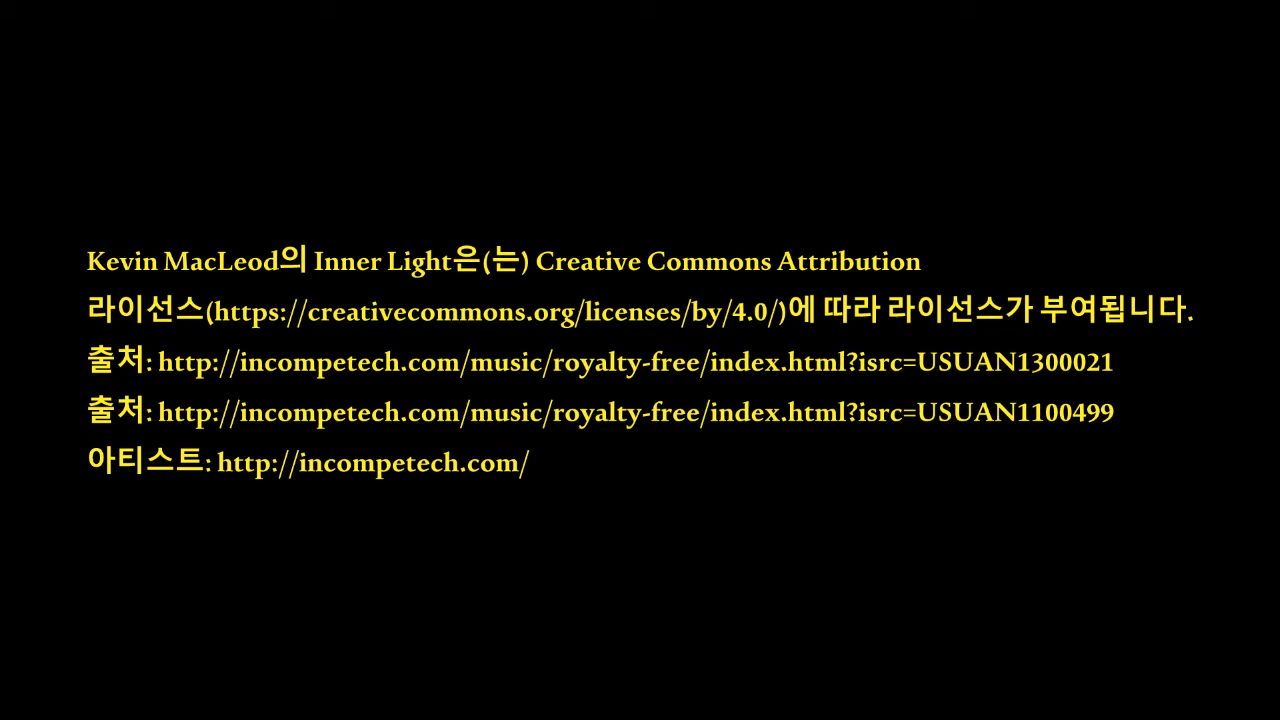 Kevin MacLeod의 Inner Light은(는) Creative Commons Attribution
라이선스(https://creativecommons.org/licenses/by/4.0/)에 따라 라이선스가 부여됩니다.
출처: http://incompetech.com/music/royalty-free/index.html?isrc=USUAN1300021
출처: http://incompetech.com/music/royalty-free/index.html?isrc=USUAN1100499
아티스트: http://incompetech.com/